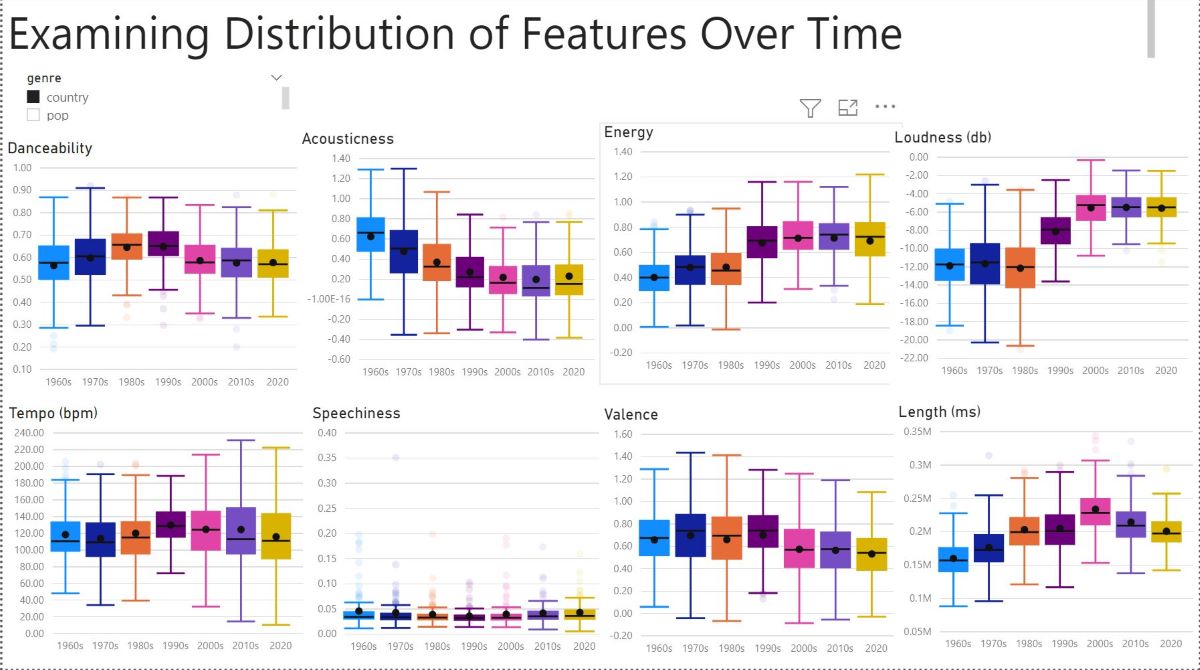 Examining Distribution of Features Over Time
genre
country
pop
Danceability
1.00
0.90
0.80
0.70
0.60
0.50
0.40
0.30
0.20
0.10
1960s 1970s 1980s 1990s 2000s 2010s 2020
Acousticness
1.40
1.20
1.00
0.80
0.60
0.40
0.20
-1.00E-16
-0.20
-0.40
-0.60
1960s 1970s 1980s 1990s 2000s 2010s 2020
Energy
1.40
1.20
1.00
0.80
0.60
0.40
0.20
0.00
-0.20
1960s 1970s 1980s 1990s 2000s 2010s 2020
Loudness (db)
0.00
-2.00
-4.00
-6.00
-8.00
-10.00
-12.00
-14.00
-16.00
-18.00
-20.00
-22.00
1960s 1970s 1980s 1990s 2000s 2010s 2020
Tempo (bpm)
240.00
220.00
200.00
180.00
160.00
140.00
120.00
100.00
80.00
60.00
40.00
20.00
0.00
1960s 1970s 1980s 1990s 2000s 2010s 2020
Speechiness
0.40
0.35
0.30
0.25
0.20
0.15
0.10
0.05
0.00
1960s 1970s 1980s 1990s 2000s 2010s 2020
Valence
1.60
1.40
1.20
1.00
0.80
0.60
0.40
0.20
0.00
-0.20
1960s 1970s 1980s 1990s 2000s 2010s 2020
Length (ms)
0.35M
0.3M
0.25M
0.2M
0.15M
0.1M
0.05M
1960s 1970s 1980s 1990s 2000s 2010s 2020